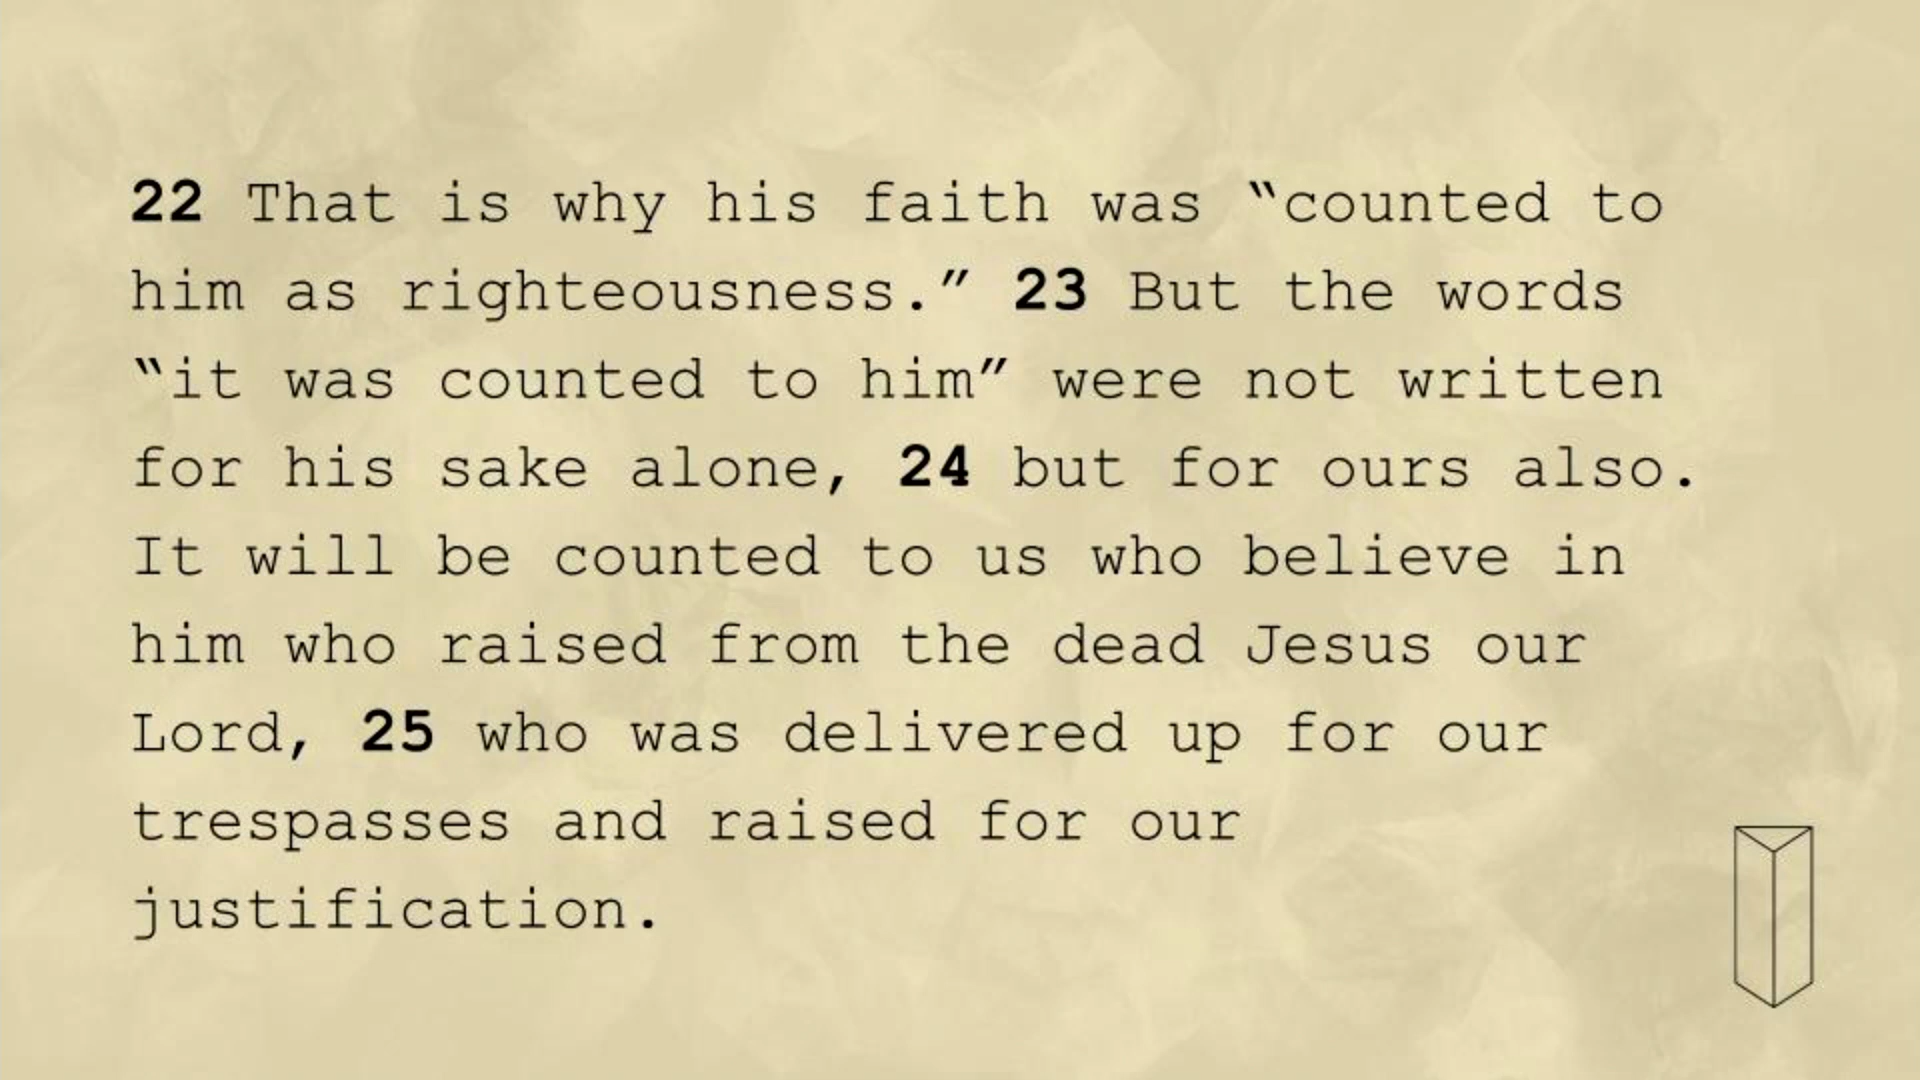 22 That is why his faith was “counted to
him as righteousness.” 23 But the words
“it was counted to him” were not written
for his sake alone, 24 but for ours also.
It will be counted to us who believe in
him who raised from the dead Jesus our
Lord, 25 who was delivered up for our
trespasses and raised for our
justification.